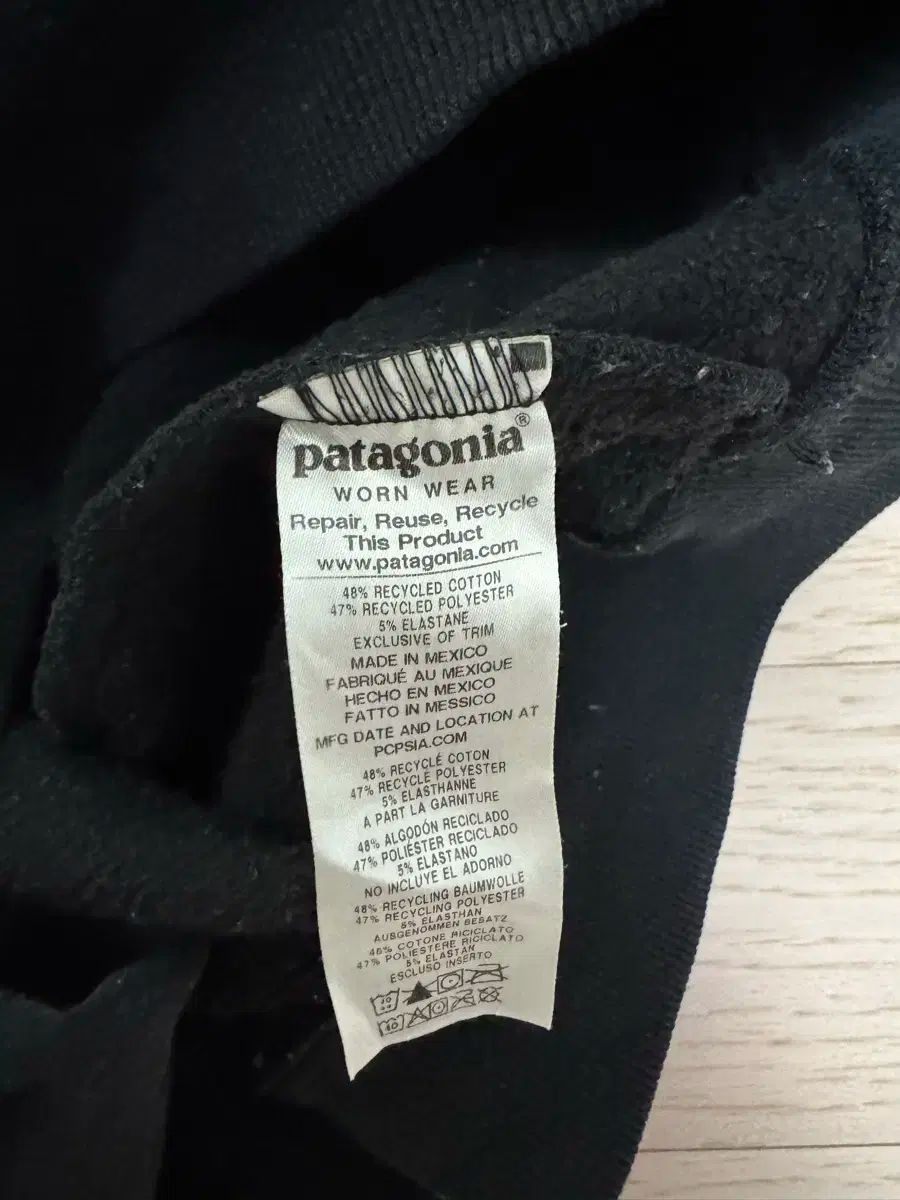 patagonia®
WORN WEAR
Repair, Reuse, Recycle
This Product
www.patagonia.com
48% RECYCLED COTTON
47% RECYCLED POLYESTER
5% ELASTANE
EXCLUSIVE OF TRIM
MADE IN MEXICO
FABRIQUÉ AU MEXIQUE
HECHO EN MEXICO
FATTO IN MESSICO
MFG DATE AND LOCATION AT
PCPSIA.COM
48% RECYCLÉ COTON
47% RECYCLÉ POLYESTER
5% ELASTHANNE
A PART LA GARNITURE
48% ALGODÓN RECICLADO
47% POLIÉSTER RECICLADO
5% ELASTANO
NO INCLUYE EL ADORNO
48% RECYCLING BAUMWOLLE
47% RECYCLING POLYESTER
5% ELASTHAN
AUSGENOMMEN BESATZ
48% COTONE RICICLATO
47% POLIESTERE RICICLATO
5% ELASTAN
ESCLUSO INSERTO